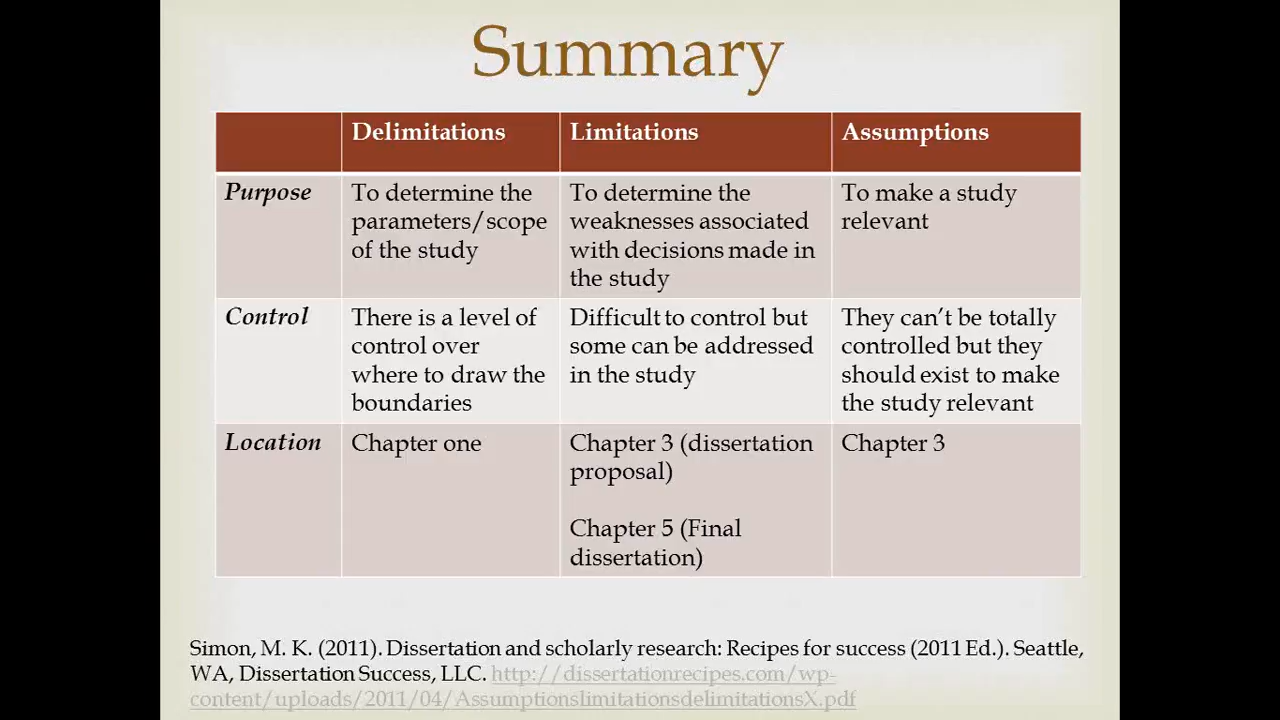 Summary
Delimitations Limitations Assumptions
Purpose
To determine the
parameters/scope
of the study
To determine the
weaknesses associated
with decisions made in
the study
To make a study
relevant
Control
There is a level of
control over
where to draw the
boundaries
Difficult to control but
some can be addressed
in the study
They can't be totally
controlled but they
should exist to make
the study relevant
Location
Chapter one
Chapter 3 (dissertation
proposal)
Chapter 5 (Final
dissertation)
Chapter 3
Simon, M. K. (2011). Dissertation and scholarly research: Recipes for success (2011 Ed.). Seattle,
WA, Dissertation Success, LLC. http://dissertationrecipes.com/wp-
content/uploads/2011/04/AssumptionslimitationsdelimitationsX.pdf